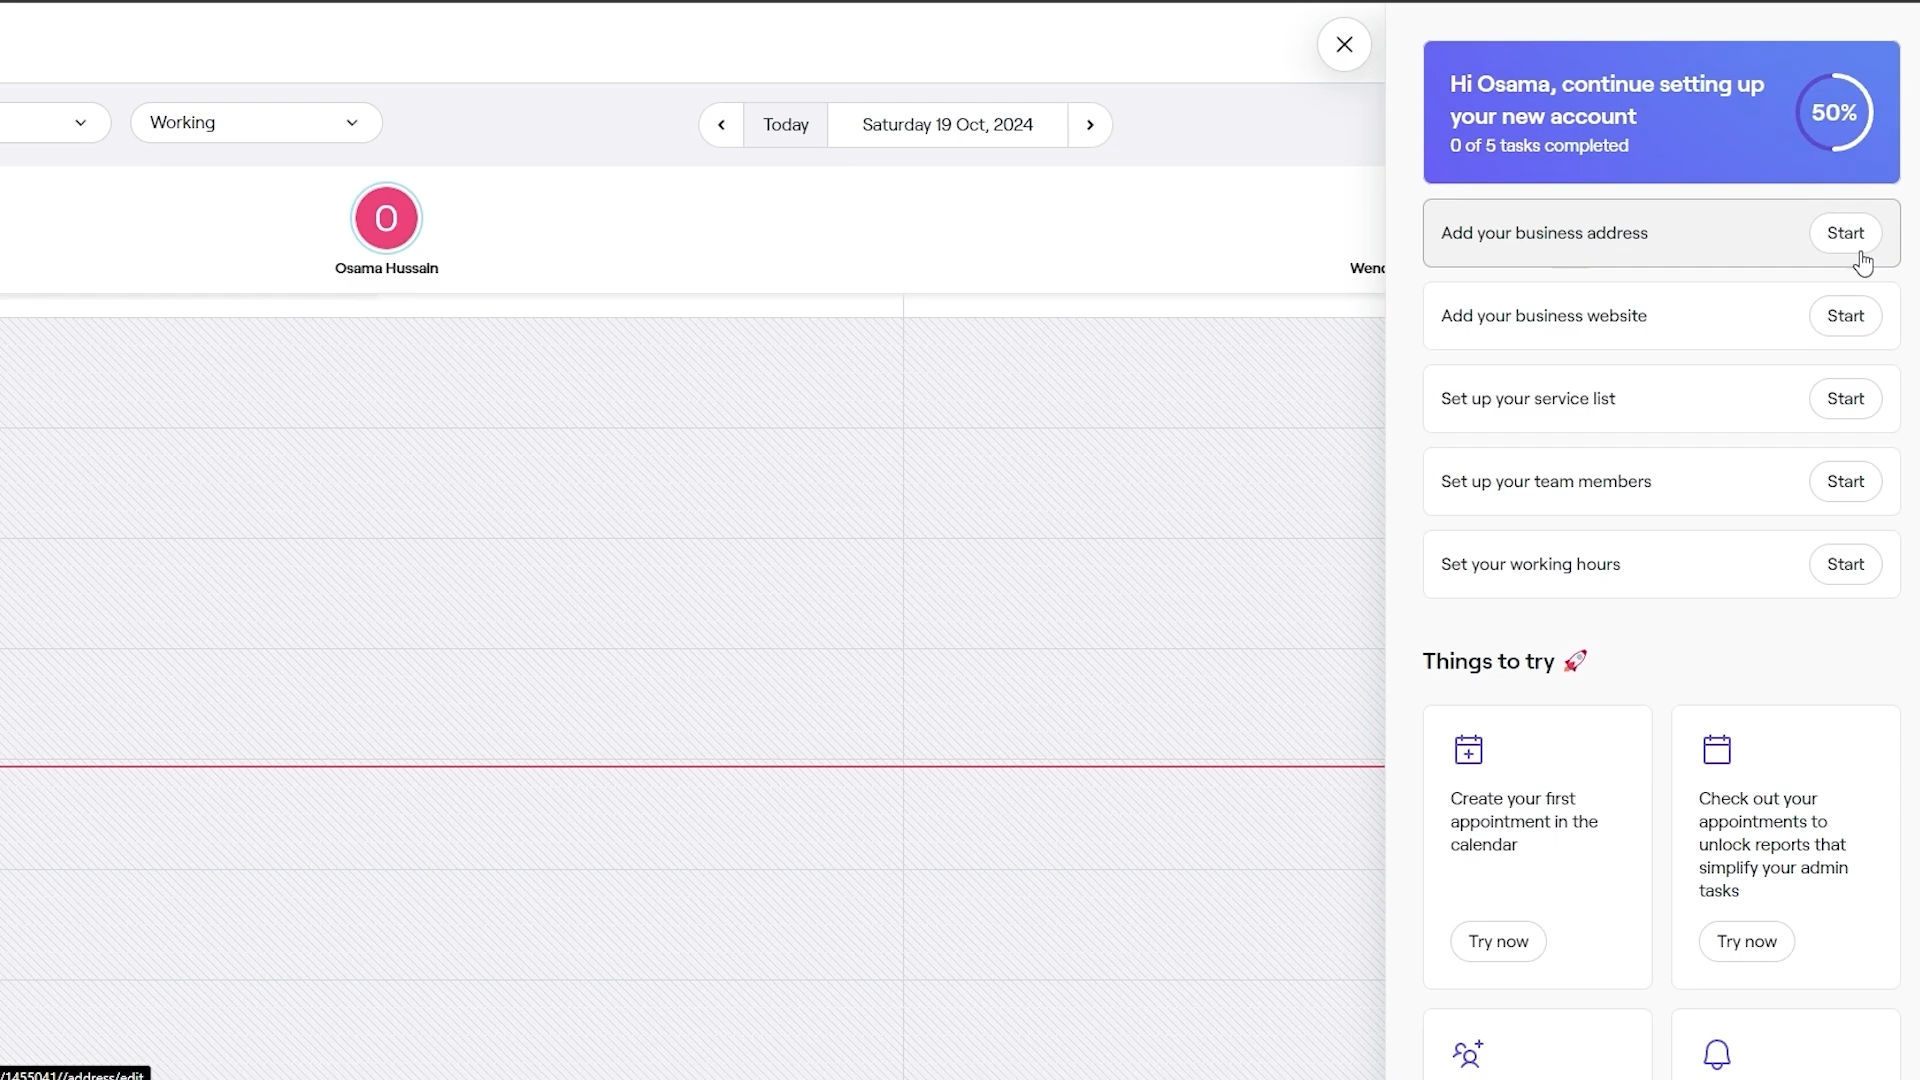 Working
Today
Saturday 19 Oct, 2024
O
Osama Hussain
Hi Osama, continue setting up
your new account
0 of 5 tasks completed
50%
Add your business address
Start
Add your business website
Start
Set up your service list
Start
Set up your team members
Start
Set your working hours
Start
Things to try 🚀
Create your first
appointment in the
calendar
Try now
Check out your
appointments to
unlock reports that
simplify your admin
tasks
Try now
/1455041//address/edit